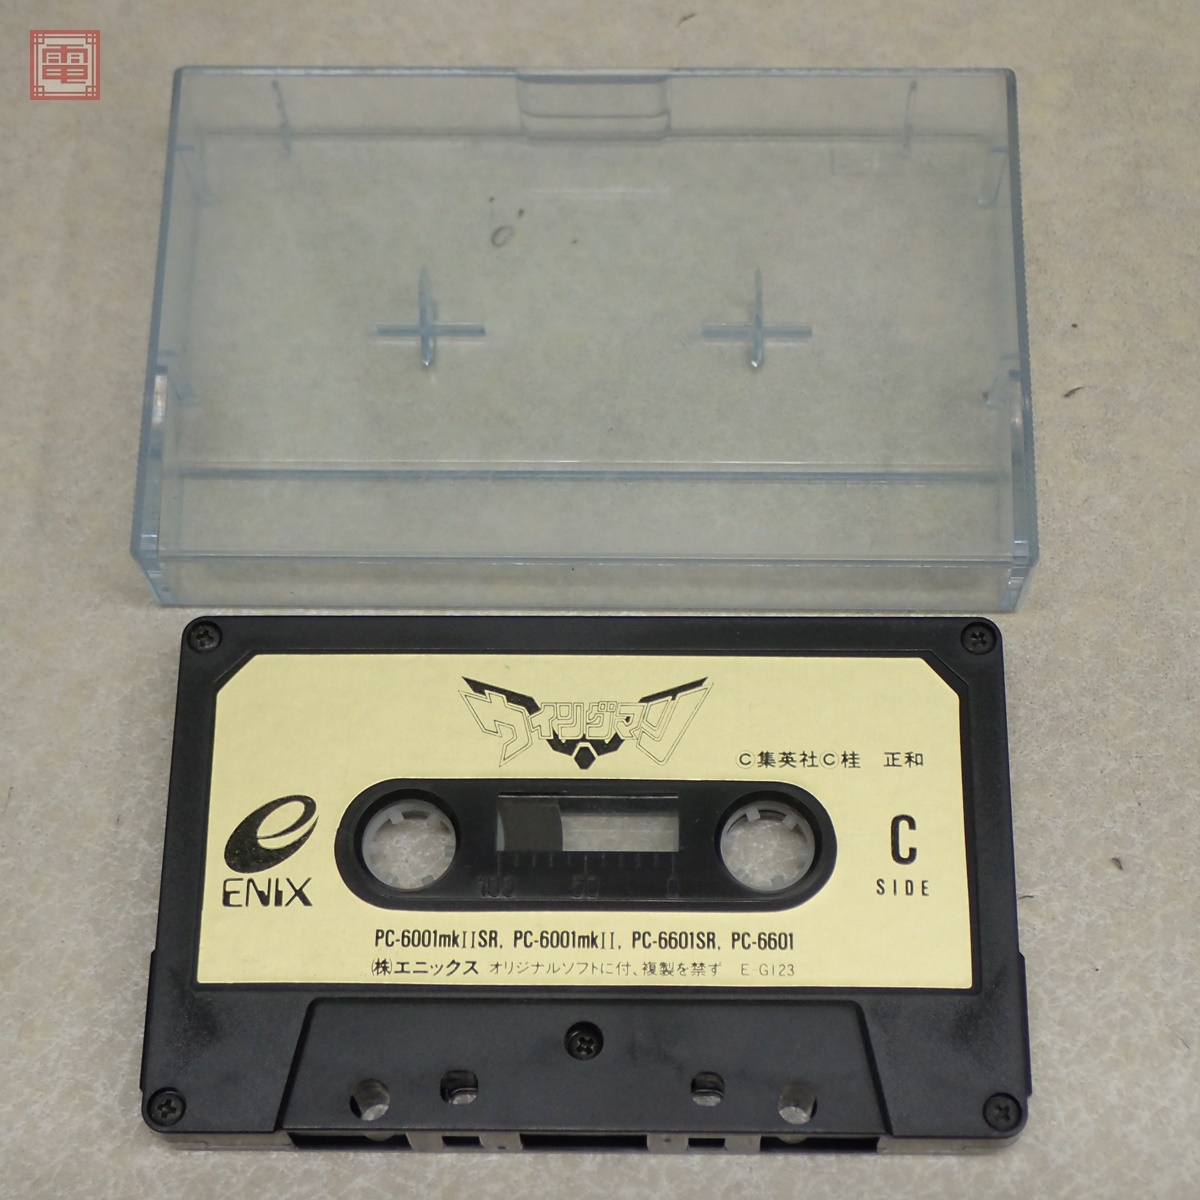 電
ウイングマン
Ⓒ集英社Ⓒ桂　正和
ENIX
C
SIDE
100 50 0
PC-6001mkIISR, PC-6001mkII, PC-6601SR, PC-6601
(株)エニックス オリジナルソフトに付、複製を禁ず E-G123